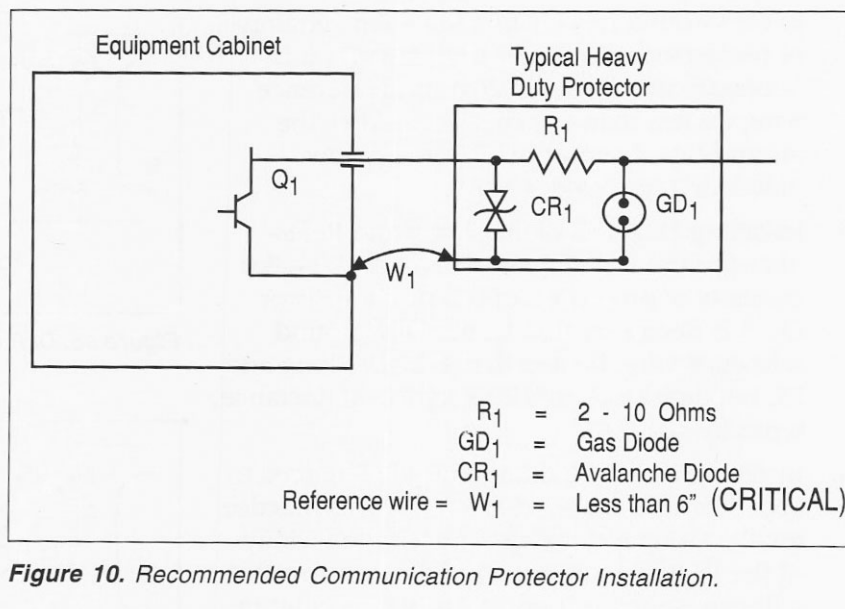 Equipment Cabinet
Typical Heavy
Duty Protector
R1
Q1
CR1
GD1
W1
R1 = 2 - 10 Ohms
GD1 = Gas Diode
CR1 = Avalanche Diode
Reference wire = W1 = Less than 6” (CRITICAL)
Figure 10. Recommended Communication Protector Installation.